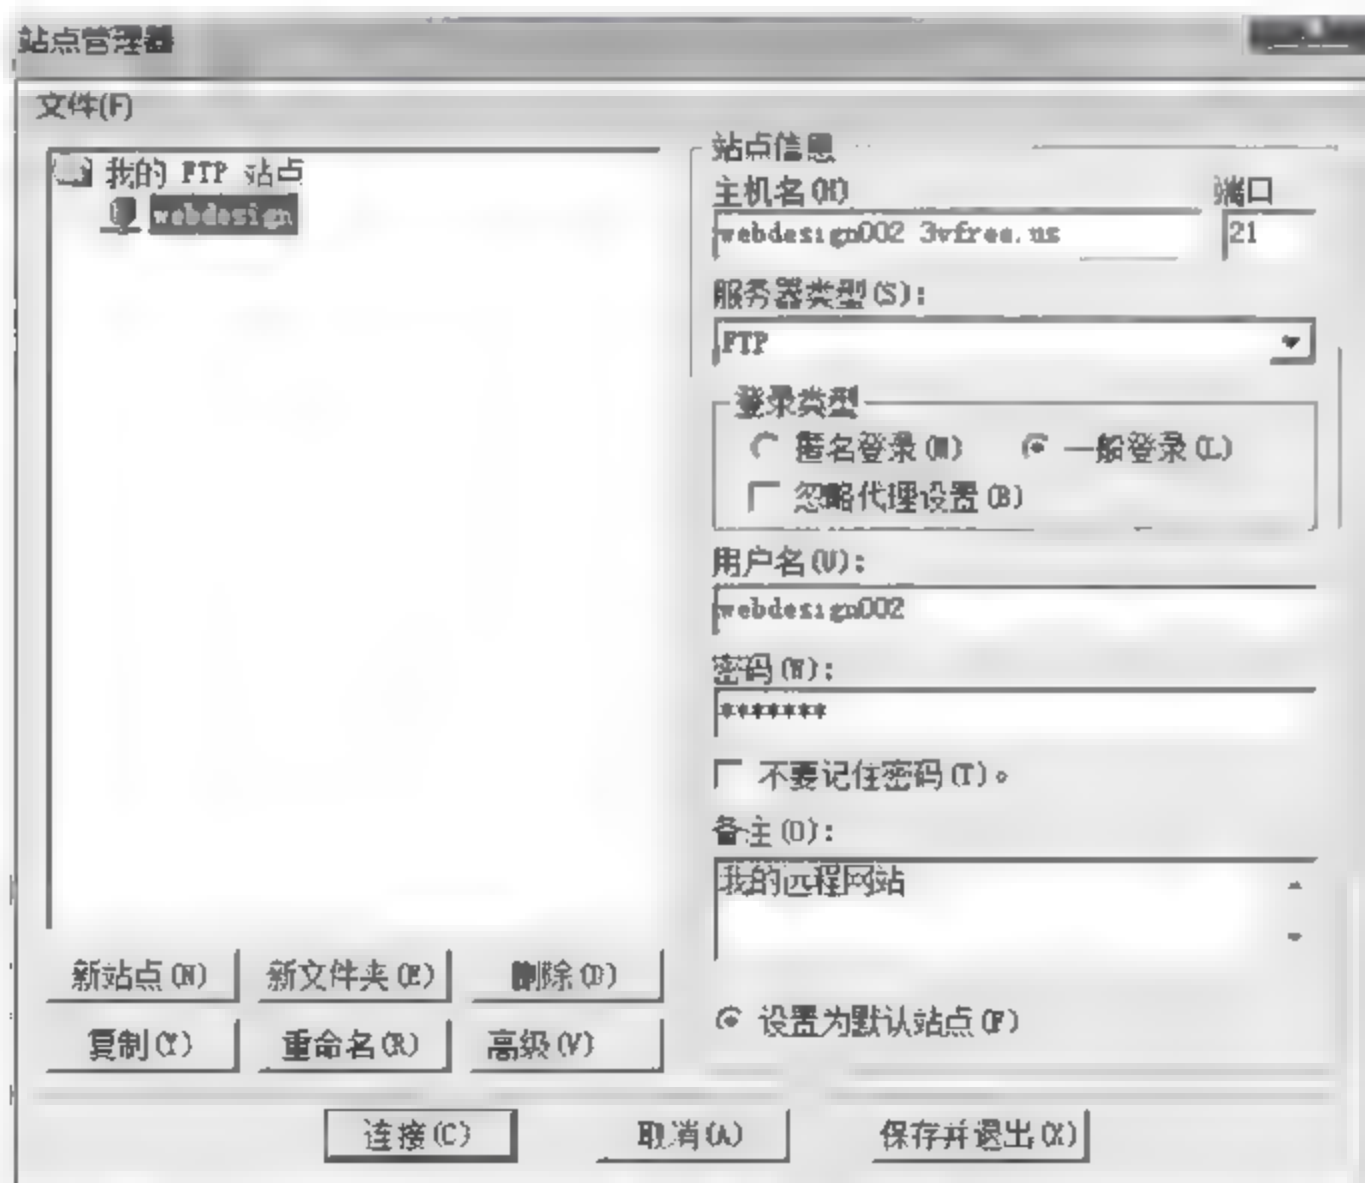 站点管理器
文件(F)
我的 FTP 站点
webdesign
站点信息
主机名(H) 端口
webdesign002.3vfree.us 21
服务器类型(S):
FTP
登录类型
匿名登录(N) 一般登录(L)
忽略代理设置(B)
用户名(U):
webdesign002
密码(W):
*******
不要记住密码(T)。
备注(O):
我的远程网站
新站点(N) 新文件夹(E) 删除(D)
复制(Y) 重命名(R) 高级(V)
设置为默认站点(F)
连接(C) 取消(A) 保存并退出(X)